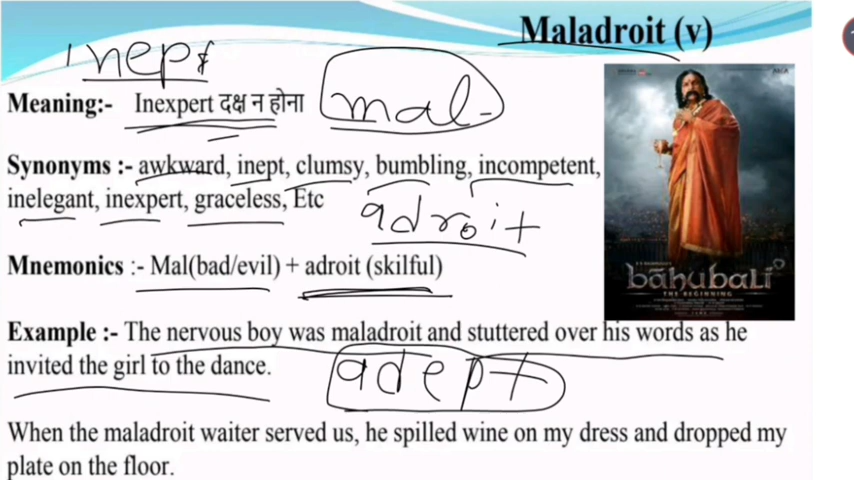 Maladroit (v)
inept
Meaning:- Inexpert दक्ष न होना
mal-
Synonyms :- awkward, inept, clumsy, bumbling, incompetent,
inelegant, inexpert, graceless, Etc
adroit
Mnemonics :- Mal(bad/evil) + adroit (skilful)
bahubali
THE BEGINNING
Example :- The nervous boy was maladroit and stuttered over his words as he
invited the girl to the dance.
adept
When the maladroit waiter served us, he spilled wine on my dress and dropped my
plate on the floor.